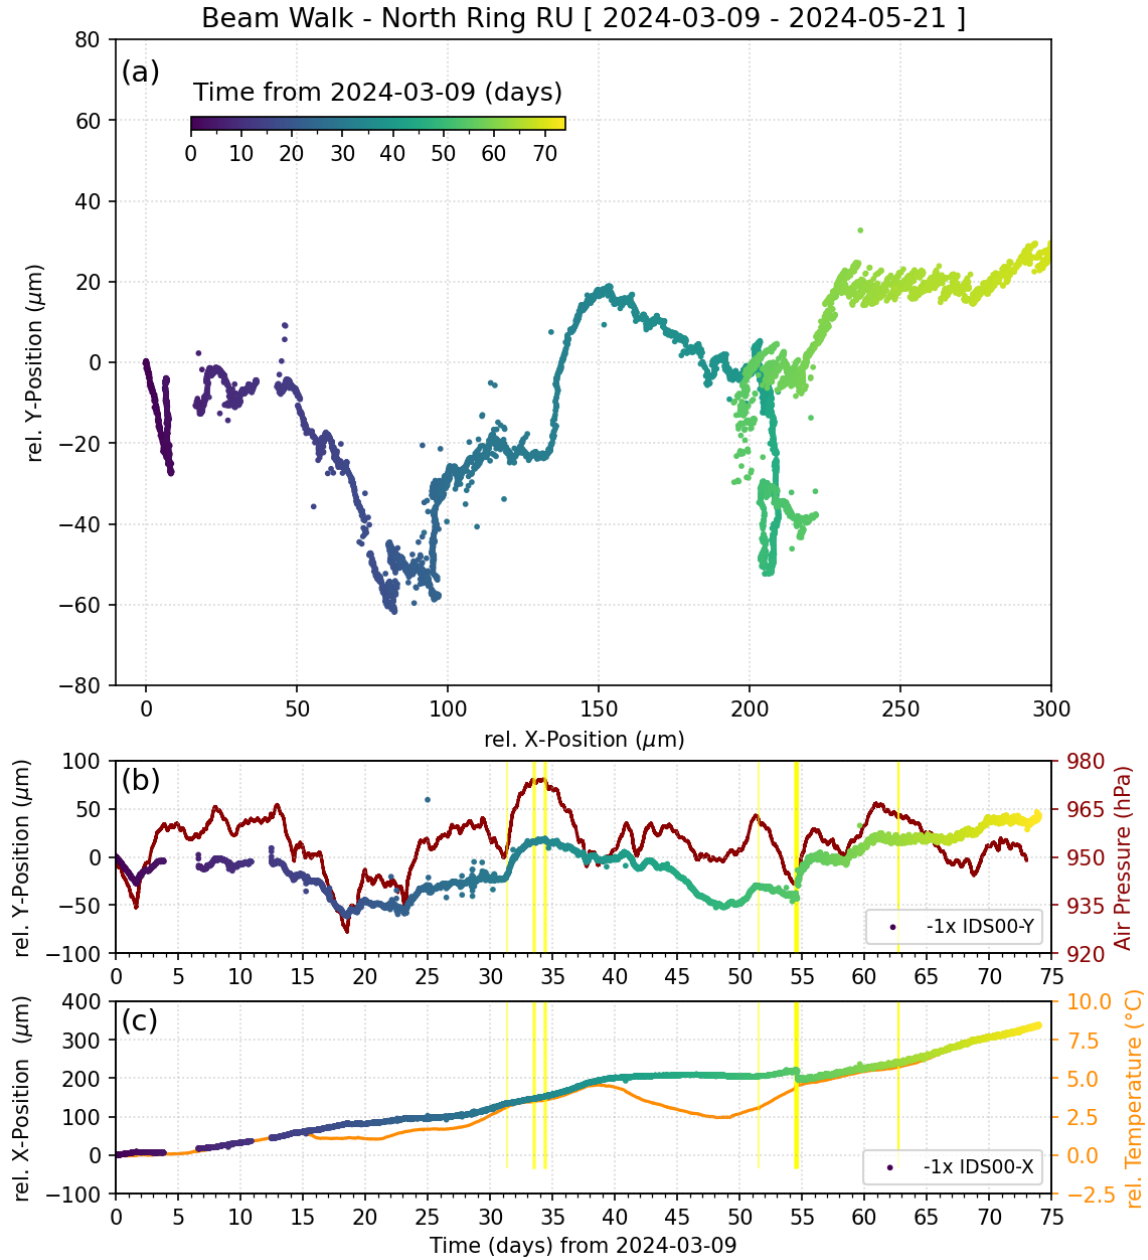 Beam Walk - North Ring RU [ 2024-03-09 - 2024-05-21 ]
(a)
Time from 2024-03-09 (days)
0 10 20 30 40 50 60 70
80
60
40
20
0
−20
−40
−60
−80
rel. Y-Position (μm)
0 50 100 150 200 250 300
rel. X-Position (μm)
(b)
100
50
0
−50
−100
rel. Y-Position (μm)
980
965
950
935
920
Air Pressure (hPa)
-1x IDS00-Y
0 5 10 15 20 25 30 35 40 45 50 55 60 65 70 75
(c)
400
300
200
100
0
−100
rel. X-Position (μm)
10.0
7.5
5.0
2.5
0.0
−2.5
rel. Temperature (°C)
-1x IDS00-X
0 5 10 15 20 25 30 35 40 45 50 55 60 65 70 75
Time (days) from 2024-03-09